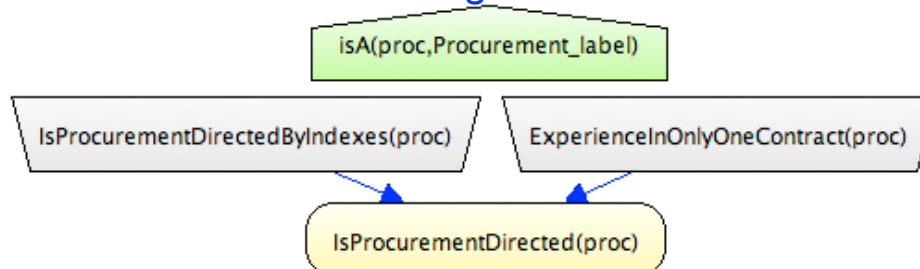 isA(proc,Procurement_label)
IsProcurementDirectedByIndexes(proc)
ExperienceInOnlyOneContract(proc)
IsProcurementDirected(proc)